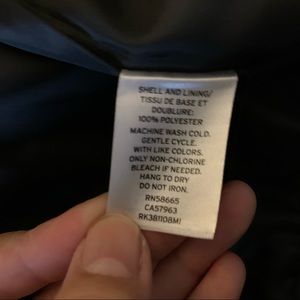 SHELL AND LINING/
TISSU DE BASE ET
DOUBLURE:
100% POLYESTER
MACHINE WASH COLD.
GENTLE CYCLE.
WITH LIKE COLORS.
ONLY NON-CHLORINE
BLEACH IF NEEDED.
HANG TO DRY
DO NOT IRON.
RN58665
CA57963
RK381108MI